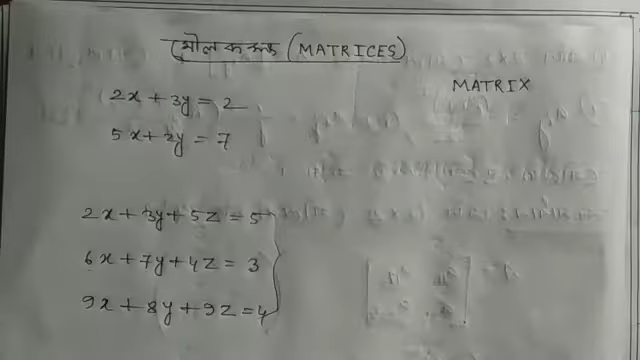 मौलकक्ल (MATRICES)
MATRIX
2x + 3y = 2
5x + 2y = 7
2x + 3y + 5z = 5
6x + 7y + 4z = 3
9x + 8y + 9z = 4